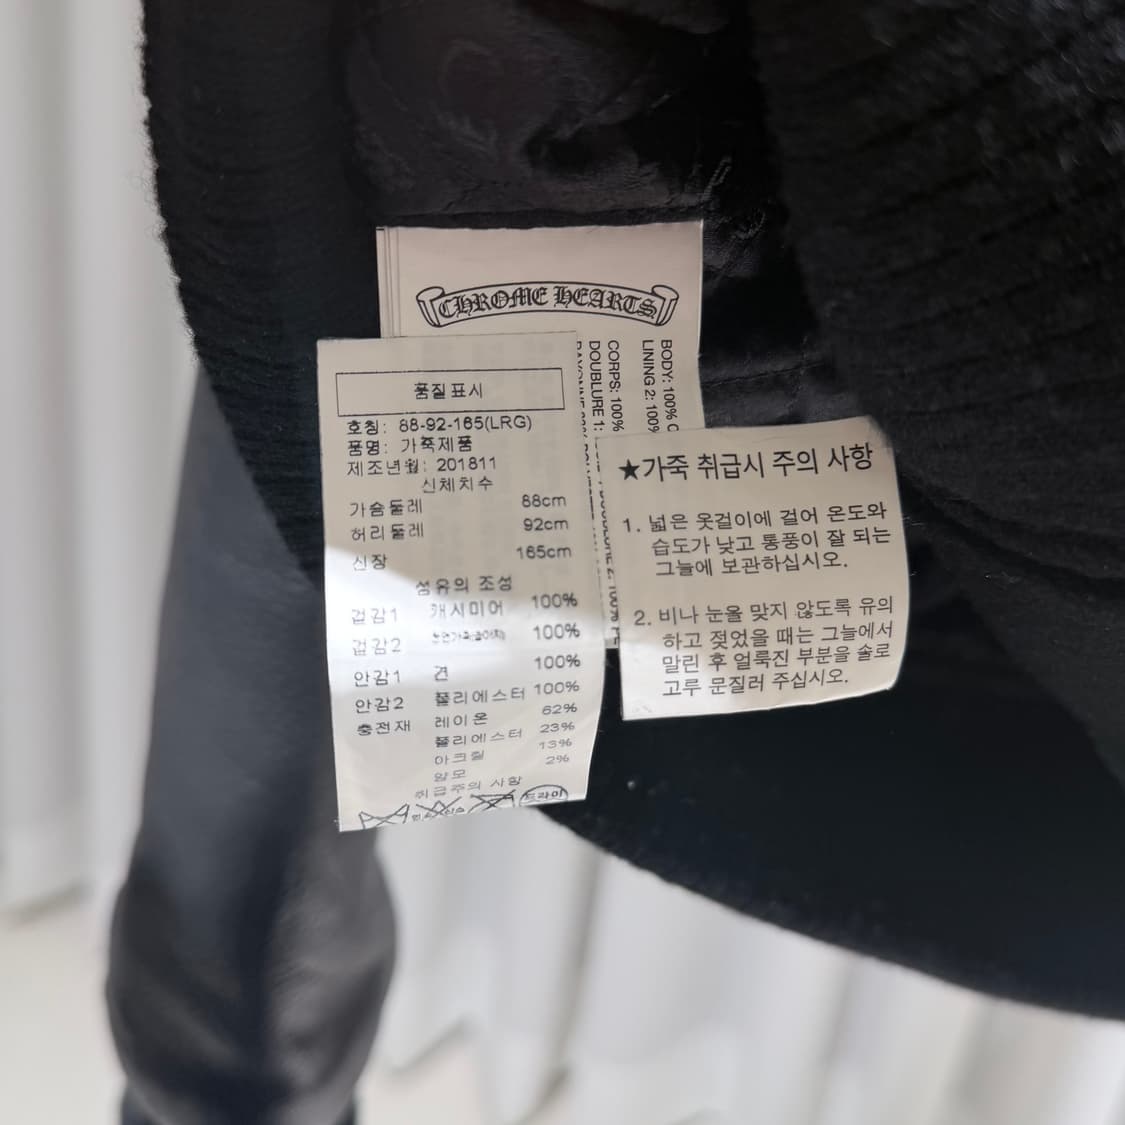 CHROME HEARTS
BODY: 100% C
LINING 2: 100%
CORPS: 100%
DOUBLURE 1:
품질표시
호칭: 88-92-165(LRG)
품명: 가죽제품
제조년월: 201811
신체치수
가슴둘레 88cm
허리둘레 92cm
신장 165cm
섬유의 조성
겉감1 캐시미어 100%
겉감2 100%
안감1 견 100%
안감2 폴리에스터 100%
충전재 레이온 62%
폴리에스터 23%
아크릴 13%
양모 2%
취급주의 사항
드라이
★가죽 취급시 주의 사항
1. 넓은 옷걸이에 걸어 온도와
습도가 낮고 통풍이 잘 되는
그늘에 보관하십시오.
2. 비나 눈올 맞지 않도록 유의
하고 젖었을 때는 그늘에서
말린 후 얼룩진 부분을 솔로
고루 문질러 주십시오.